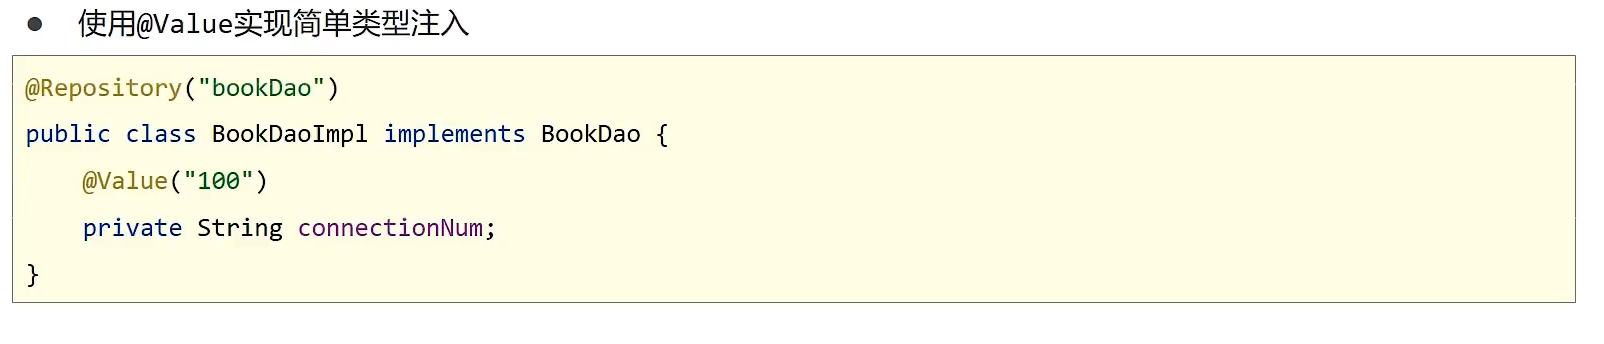 ● 使用@Value实现简单类型注入
@Repository("bookDao")
public class BookDaoImpl implements BookDao {
    @Value("100")
    private String connectionNum;
}